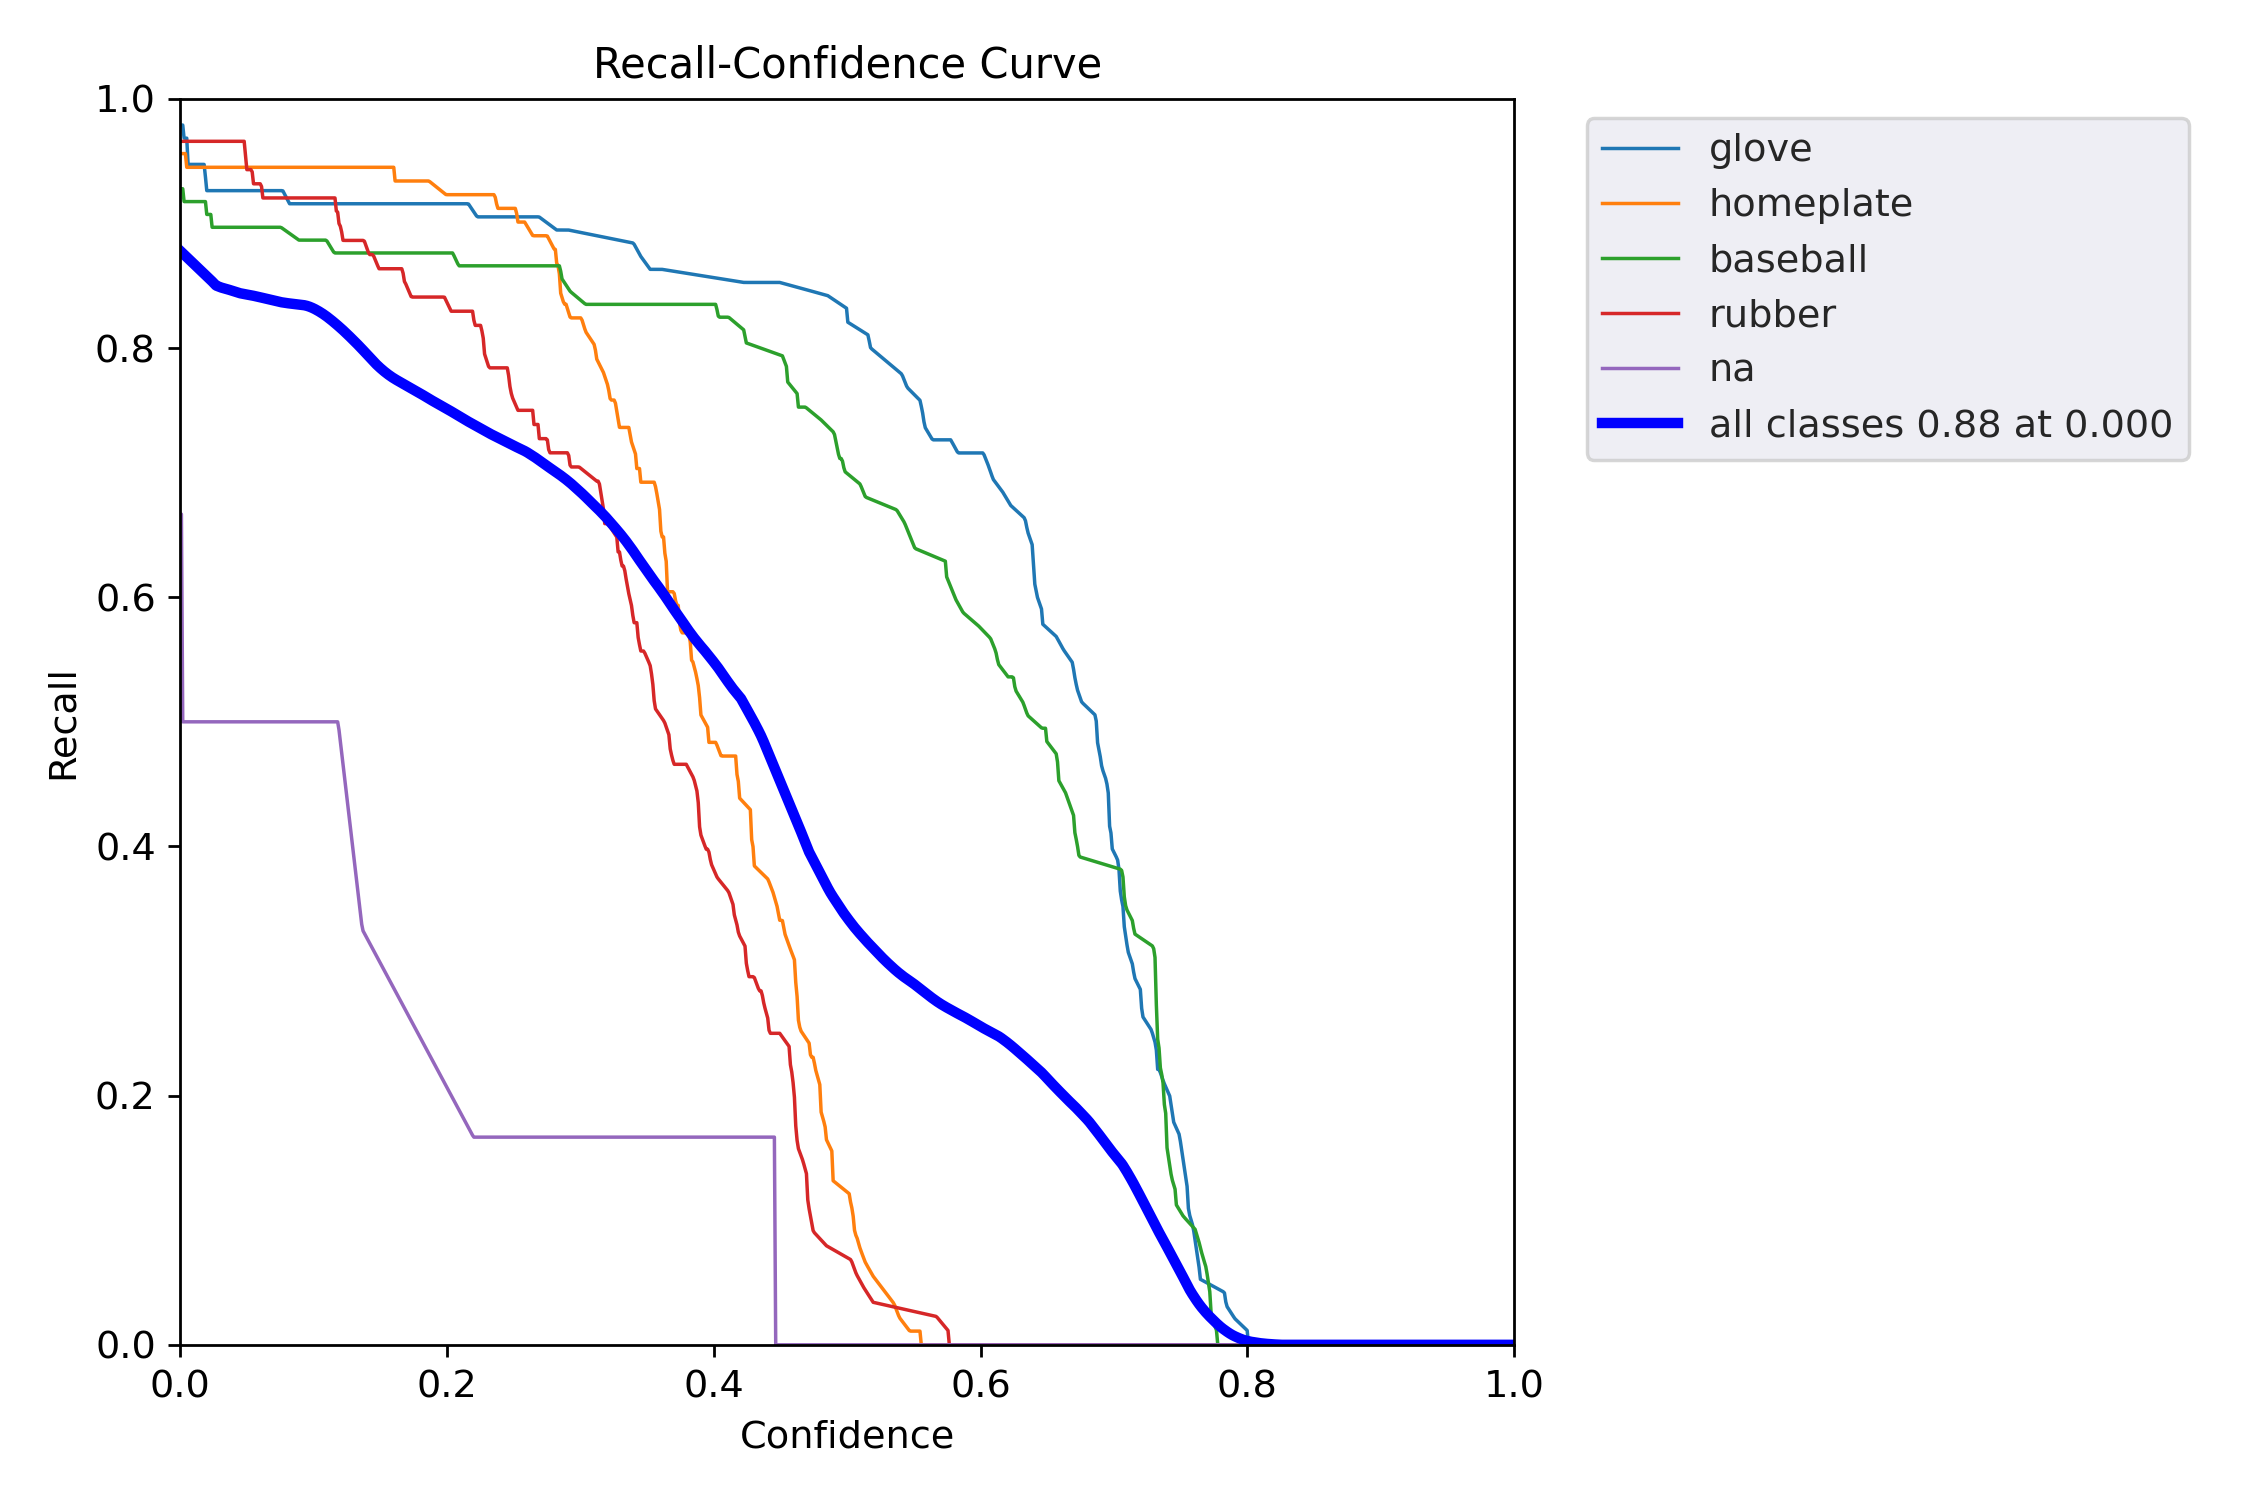 Recall-Confidence Curve
1.0
0.8
0.6
0.4
0.2
0.0
Recall
0.0 0.2 0.4 0.6 0.8 1.0
Confidence
glove
homeplate
baseball
rubber
na
all classes 0.88 at 0.000